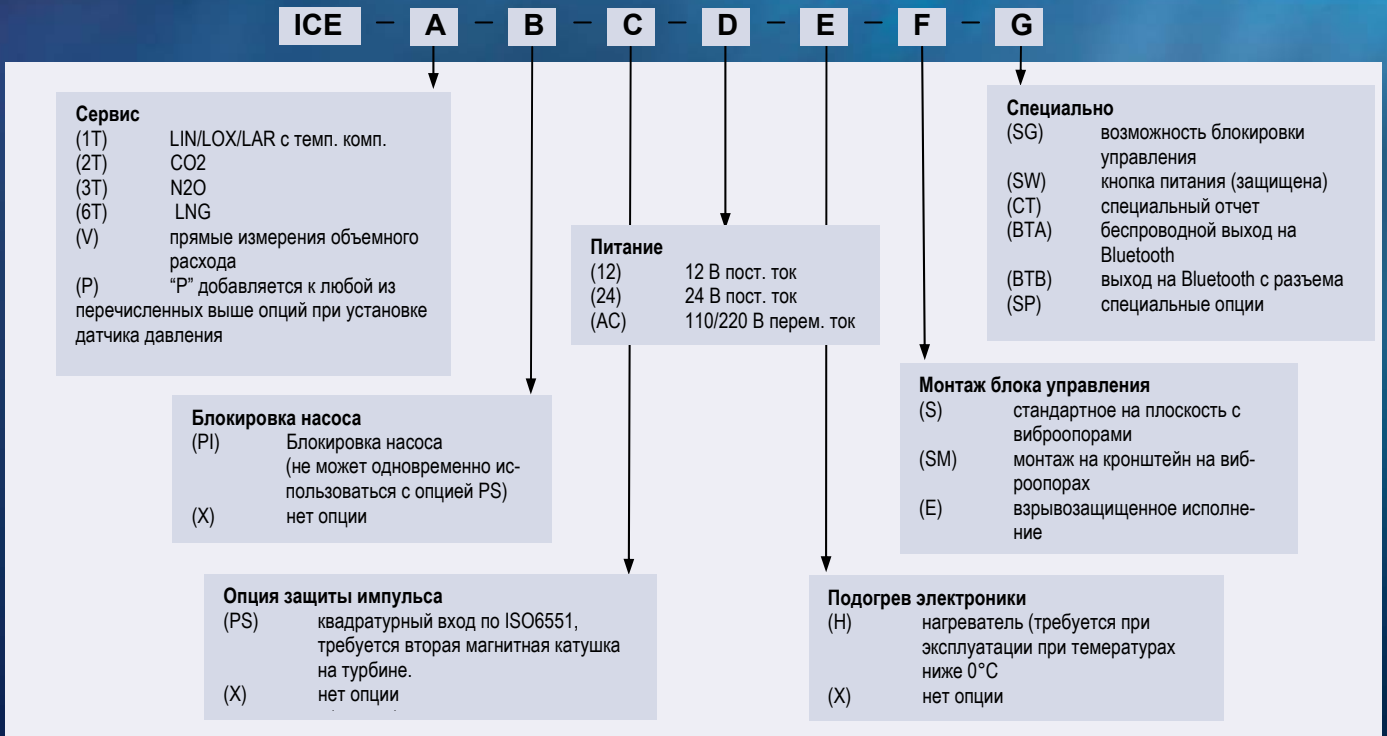 ICE – A – B – C – D – E – F – G
Сервис
(1T) LIN/LOX/LAR с темп. комп.
(2T) CO2
(3T) N2O
(6T) LNG
(V) прямые измерения объемного
расхода
(P) “P” добавляется к любой из
перечисленных выше опций при установке
датчика давления
Блокировка насоса
(PI) Блокировка насоса
(не может одновременно ис-
пользоваться с опцией PS)
(X) нет опции
Опция защиты импульса
(PS) квадратурный вход по ISO6551,
требуется вторая магнитная катушка
на турбине.
(X) нет опции
Питание
(12) 12 В пост. ток
(24) 24 В пост. ток
(AC) 110/220 В перем. ток
Подогрев электроники
(H) нагреватель (требуется при
эксплуатации при темературах
ниже 0°C
(X) нет опции
Монтаж блока управления
(S) стандартное на плоскость с
виброопорами
(SM) монтаж на кронштейн на виб-
роопорах
(E) взрывозащищенное исполне-
ние
Специально
(SG) возможность блокировки
управления
(SW) кнопка питания (защищена)
(CT) специальный отчет
(BTA) беспроводной выход на
Bluetooth
(BTB) выход на Bluetooth с разъема
(SP) специальные опции